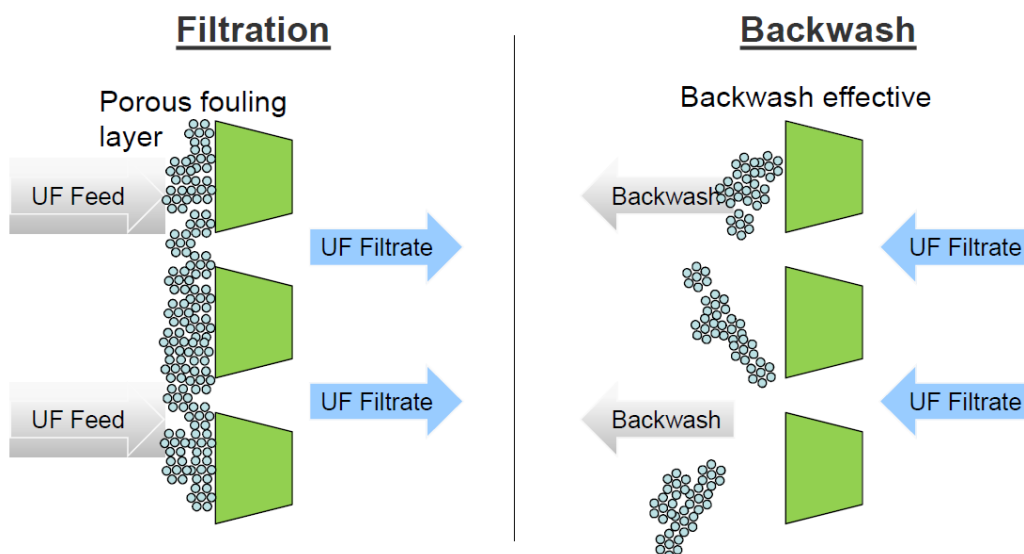 Filtration
Porous fouling
layer
UF Feed
UF Filtrate
UF Feed
UF Filtrate
Backwash
Backwash effective
Backwash
UF Filtrate
Backwash
UF Filtrate